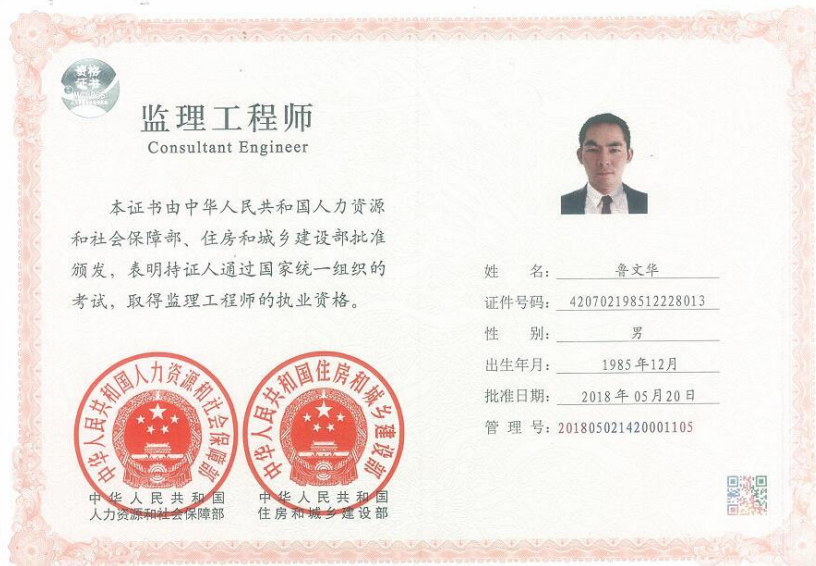 资格
证书
监理工程师
Consultant Engineer
本证书由中华人民共和国人力资源
和社会保障部、住房和城乡建设部批准
颁发，表明持证人通过国家统一组织的
考试，取得监理工程师的执业资格。
中华人民共和国人力资源和社会保障部
中华人民共和国住房和城乡建设部
中华人民共和国
人力资源和社会保障部
中华人民共和国
住房和城乡建设部
姓 名：鲁文华
证件号码：420702198512228013
性 别：男
出生年月：1985年12月
批准日期：2018年05月20日
管 理 号：201805021420001105